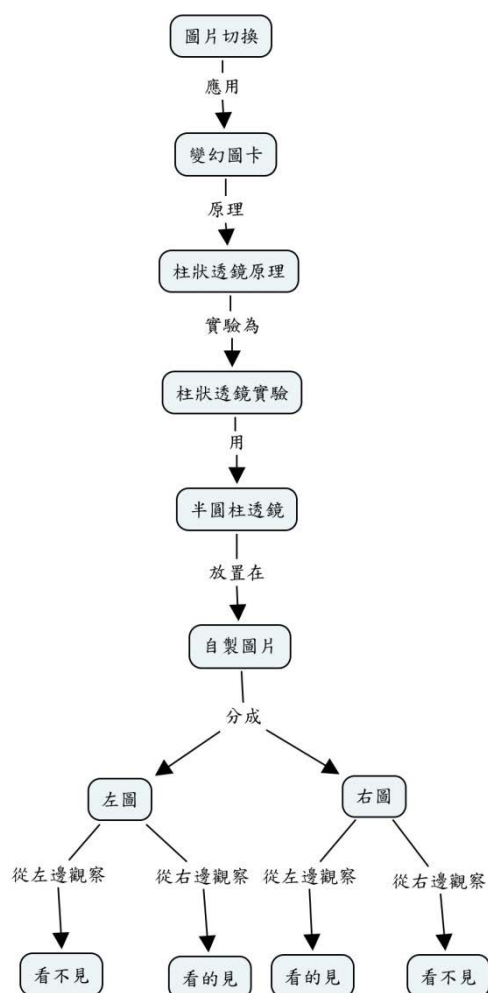 圖片切換
應用
變幻圖卡
原理
柱狀透鏡原理
實驗為
柱狀透鏡實驗
用
半圓柱透鏡
放置在
自製圖片
分成
左圖
右圖
從左邊觀察
從右邊觀察
從左邊觀察
從右邊觀察
看不見
看的見
看的見
看不見